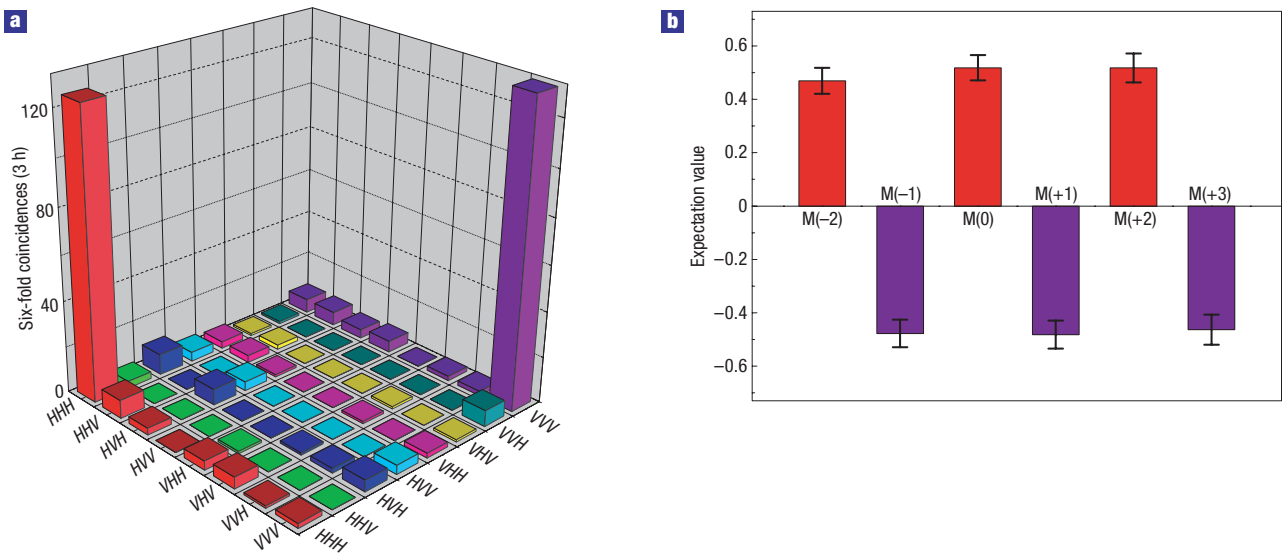 a
Six-fold coincidences (3 h)
120
80
40
0
HHH
HHV
HVH
HVV
VHH
VHV
VVH
VVV
HHH
HHV
HVH
HVV
VHH
VHV
VVH
VVV
b
Expectation value
0.6
0.4
0.2
0
−0.2
−0.4
−0.6
M(−1) M(+1) M(+3)
M(−2) M(0) M(+2)